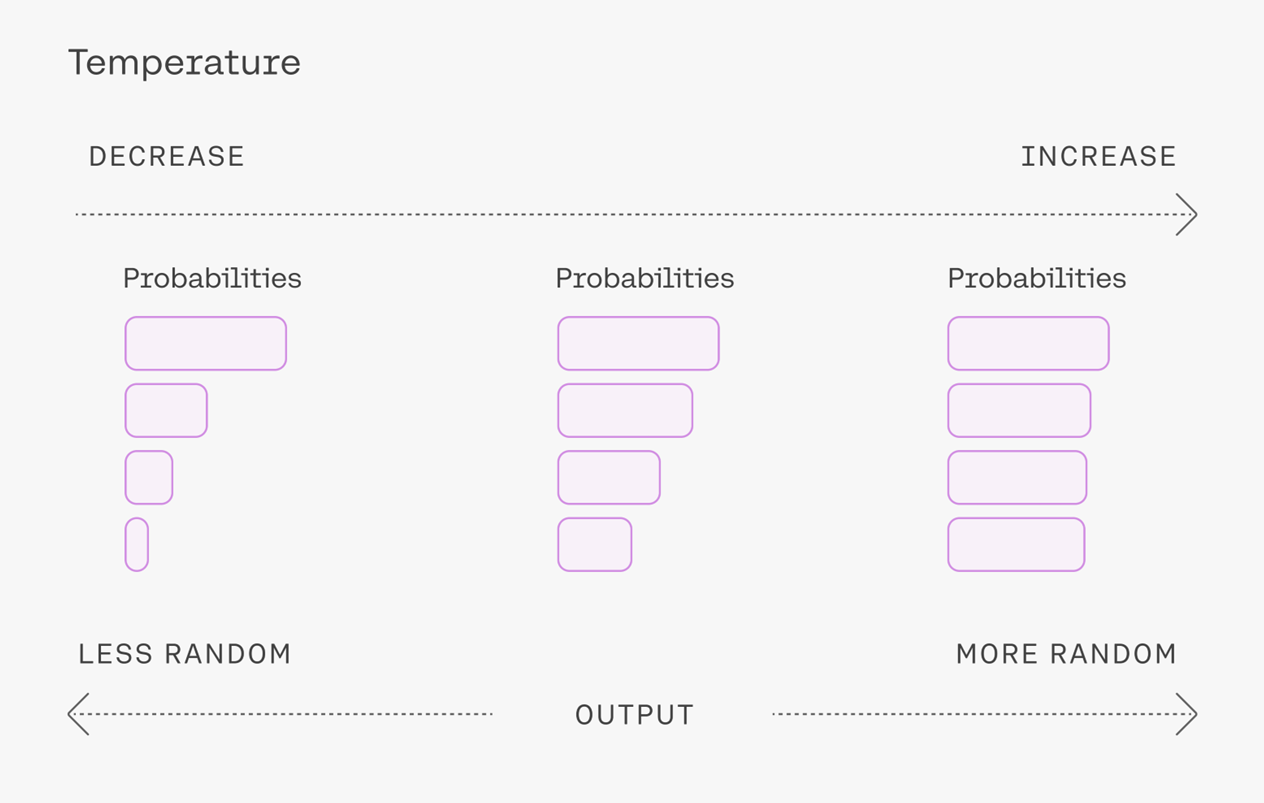 Temperature
DECREASE
INCREASE
Probabilities
Probabilities
Probabilities
LESS RANDOM
MORE RANDOM
OUTPUT